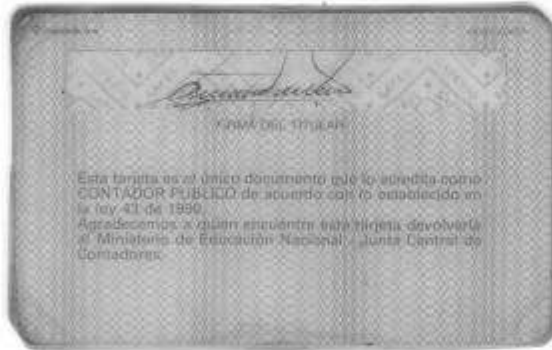 FIRMA DEL TITULAR
Esta tarjeta es el único documento que lo acredita como
CONTADOR PUBLICO de acuerdo con lo establecido en
la ley 43 de 1990.
Agradecemos a quien encuentre esta tarjeta devolverla
al Ministerio de Educación Nacional - Junta Central de
Contadores.